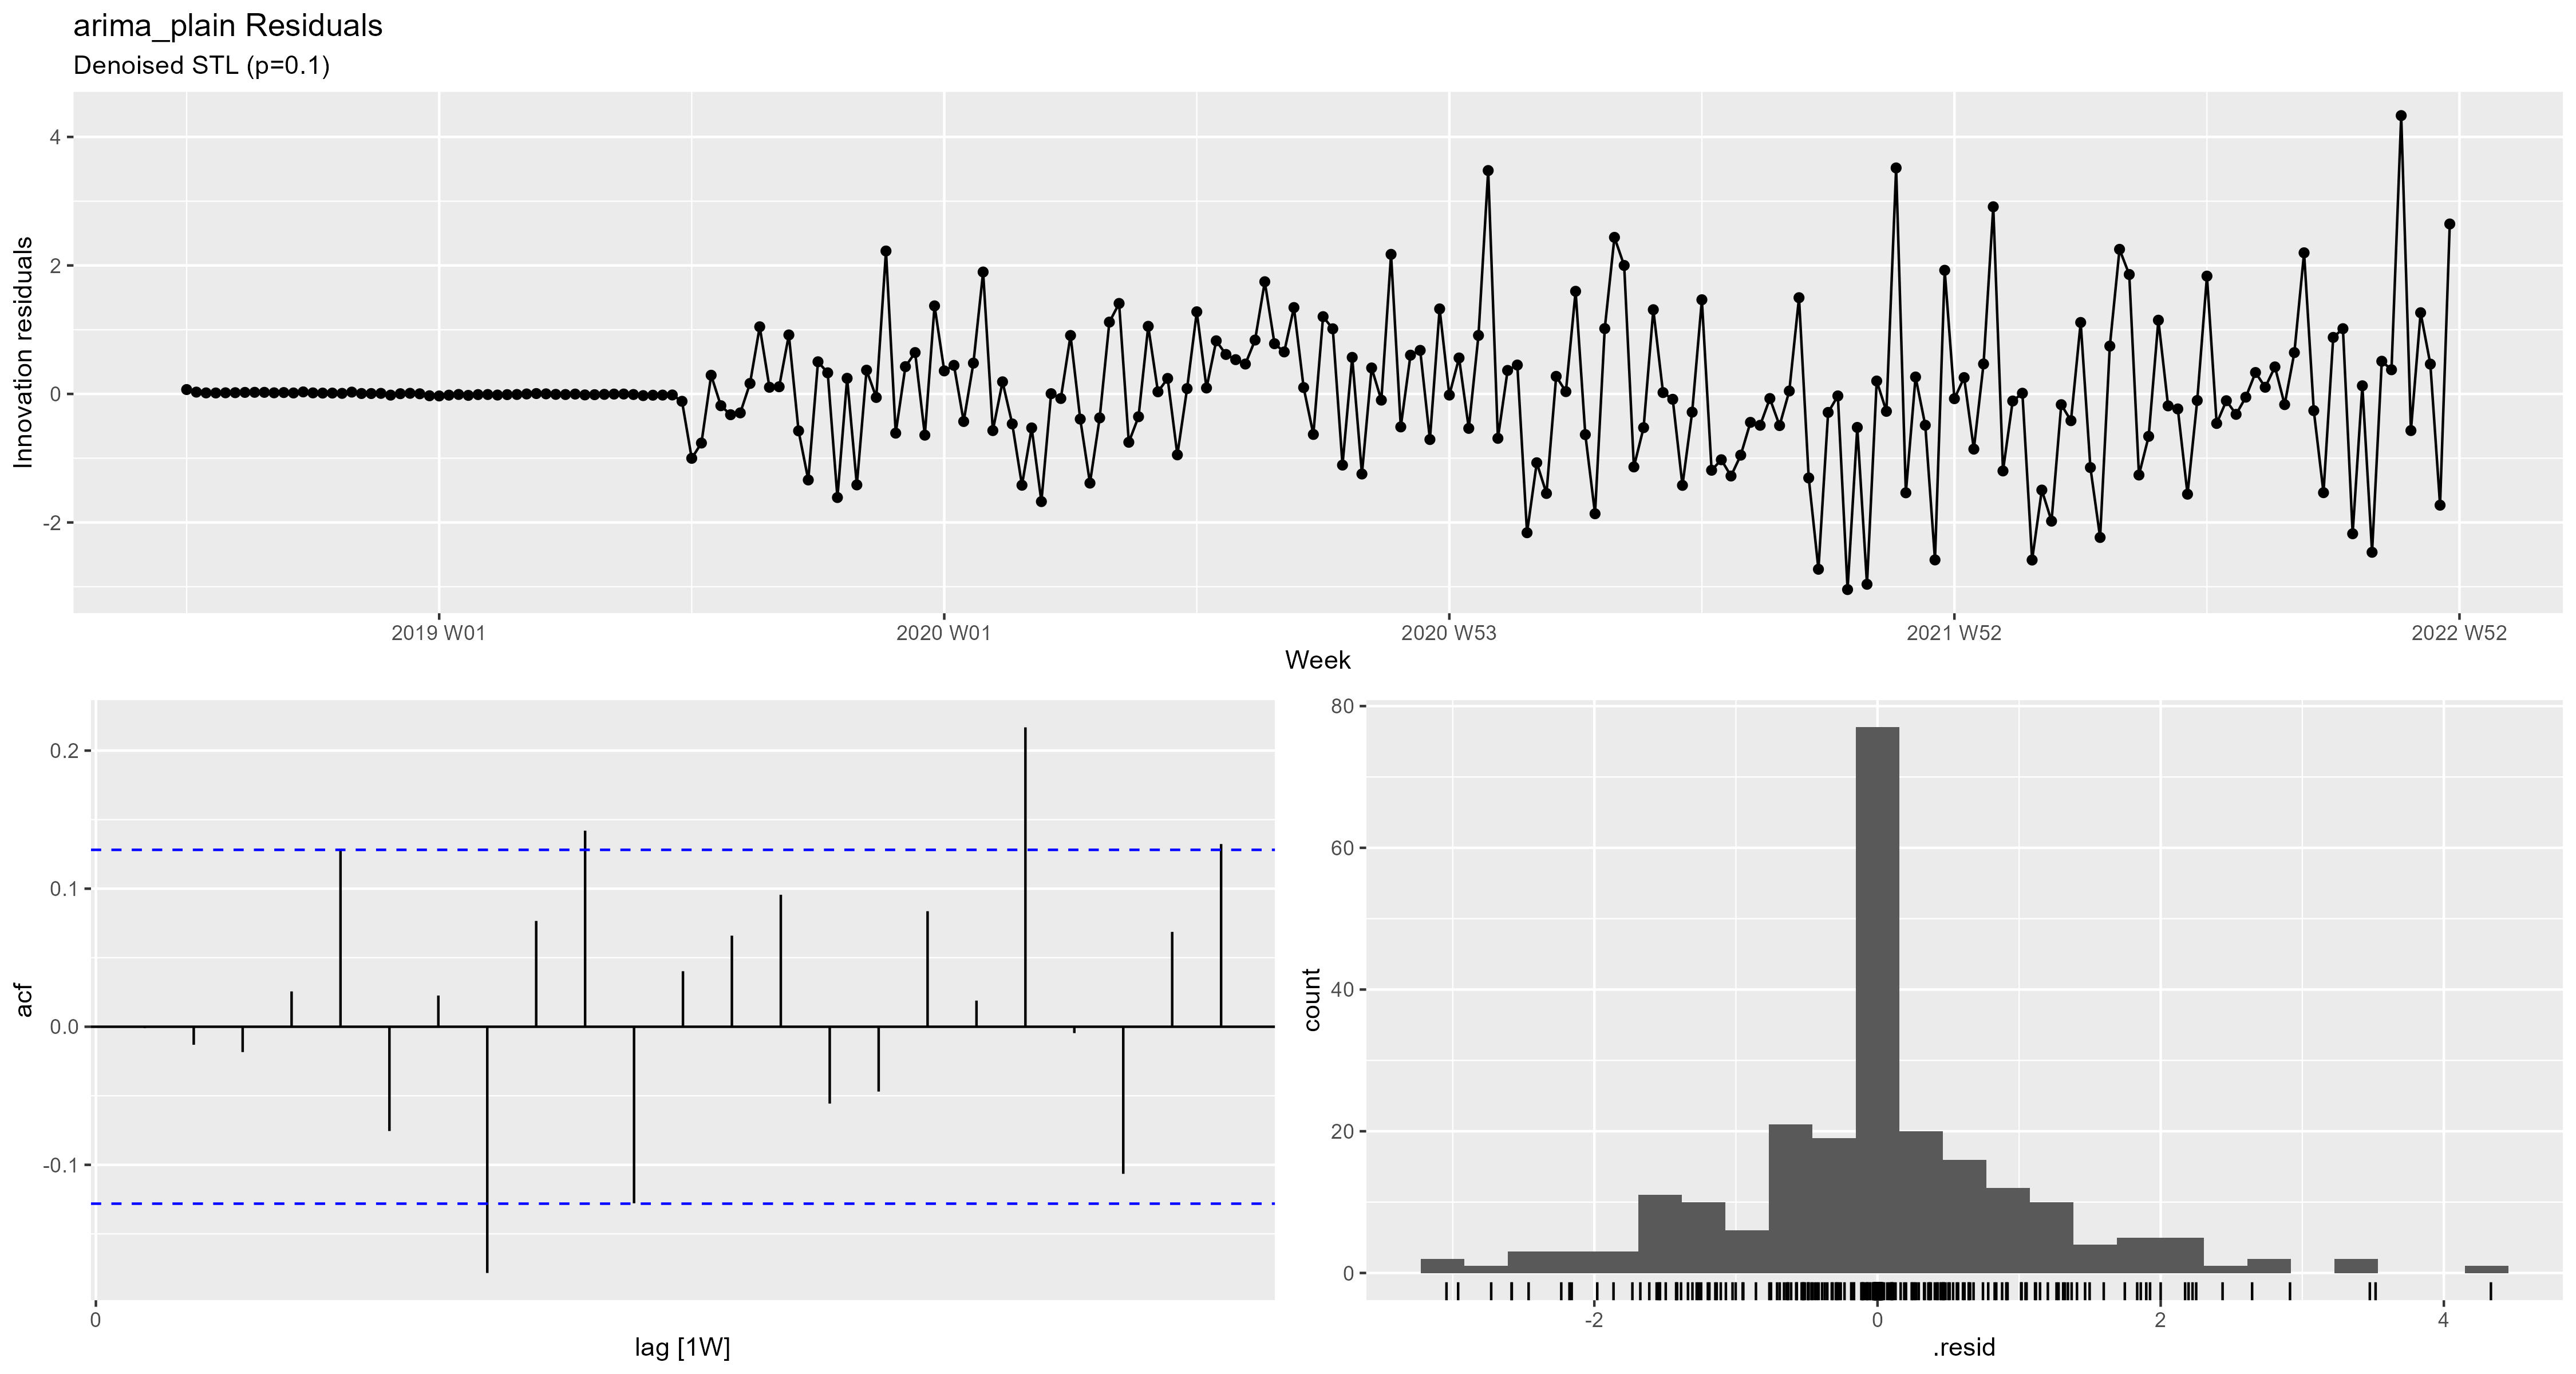 arima_plain Residuals
Denoised STL (p=0.1)
Innovation residuals
4
2
0
-2
2019 W01
2020 W01
2020 W53
2021 W52
2022 W52
Week
acf
0.2
0.1
0.0
-0.1
0
lag [1W]
count
80
60
40
20
0
-2
0
2
4
.resid